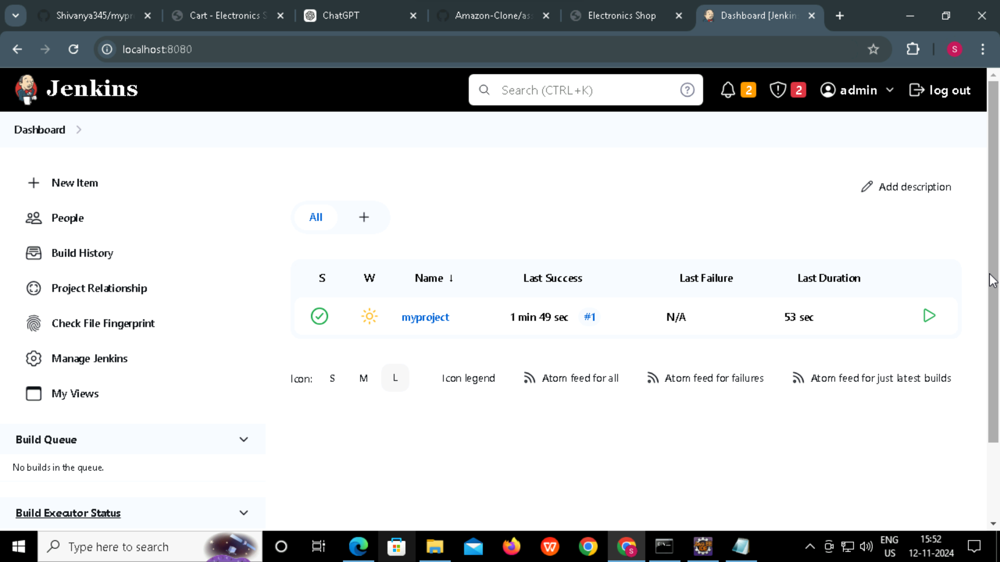 Shivanya345/mypr
Cart - Electronics S
ChatGPT
Amazon-Clone/as
Electronics Shop
Dashboard [Jenkin
localhost:8080
S
Jenkins
Search (CTRL+K)
2
2
admin
log out
Dashboard
New Item
People
Build History
Project Relationship
Check File Fingerprint
Manage Jenkins
My Views
Build Queue
No builds in the queue.
Build Executor Status
Add description
All
S W Name ↓ Last Success Last Failure Last Duration
myproject 1 min 49 sec #1 N/A 53 sec
Icon: S M L Icon legend Atom feed for all Atom feed for failures Atom feed for just latest builds
Type here to search
ENG
US
15:52
12-11-2024